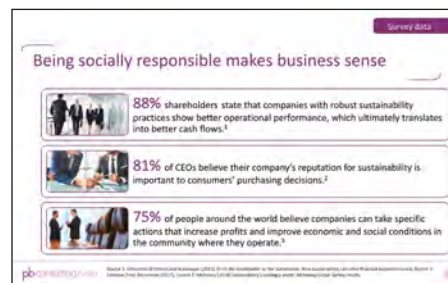 Survey data
Being socially responsible makes business sense
88% shareholders state that companies with robust sustainability
practices show better operational performance, which ultimately translates
into better cash flows.¹
81% of CEOs believe their company's reputation for sustainability is
important to consumers' purchasing decisions.²
75% of people around the world believe companies can take specific
actions that increase profits and improve economic and social conditions in
the community where they operate.³
pbconsulting